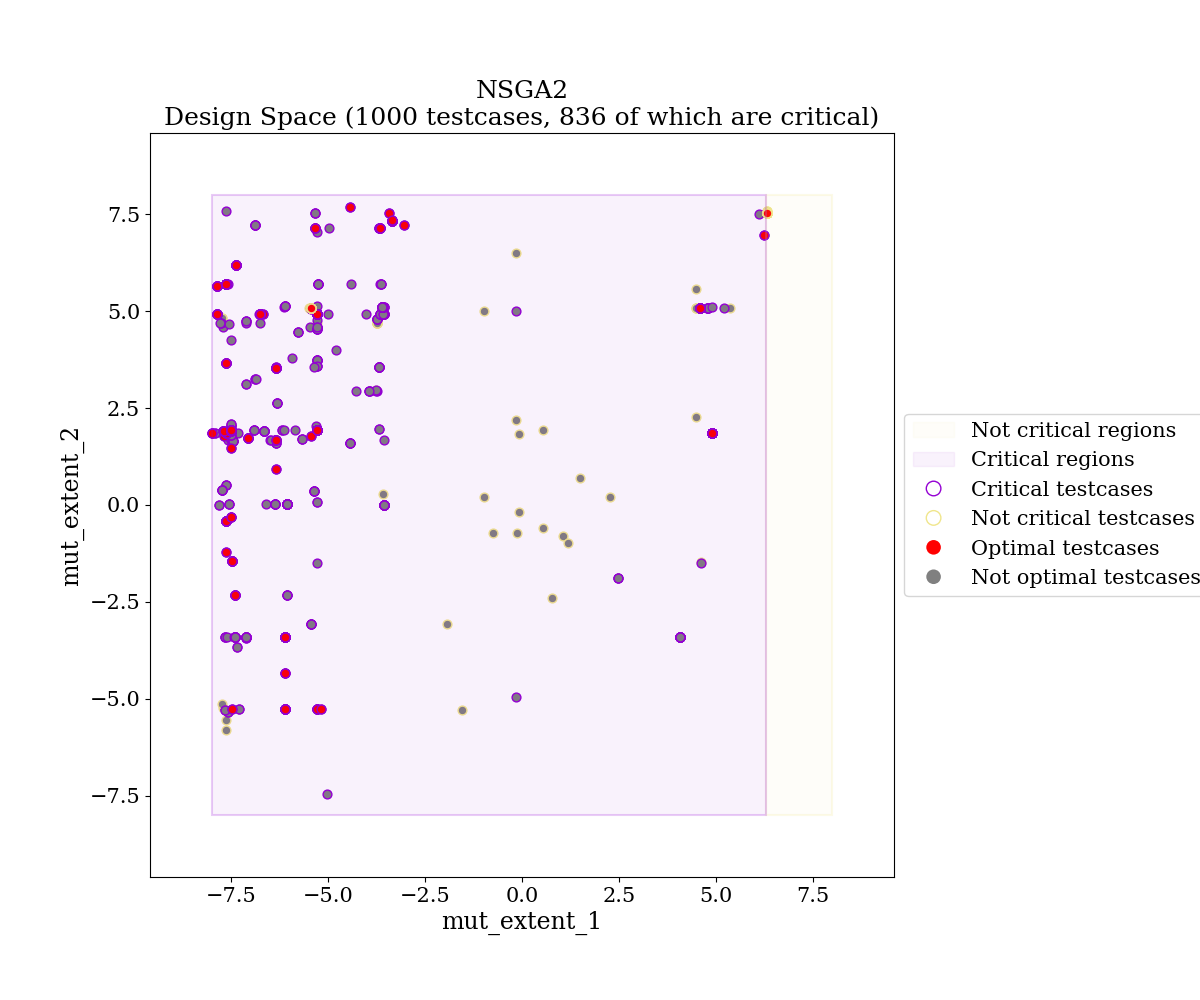 NSGA2
Design Space (1000 testcases, 836 of which are critical)
7.5
5.0
2.5
0.0
−2.5
−5.0
−7.5
mut_extent_2
−7.5
−5.0
−2.5
0.0
2.5
5.0
7.5
mut_extent_1
Not critical regions
Critical regions
Critical testcases
Not critical testcases
Optimal testcases
Not optimal testcases